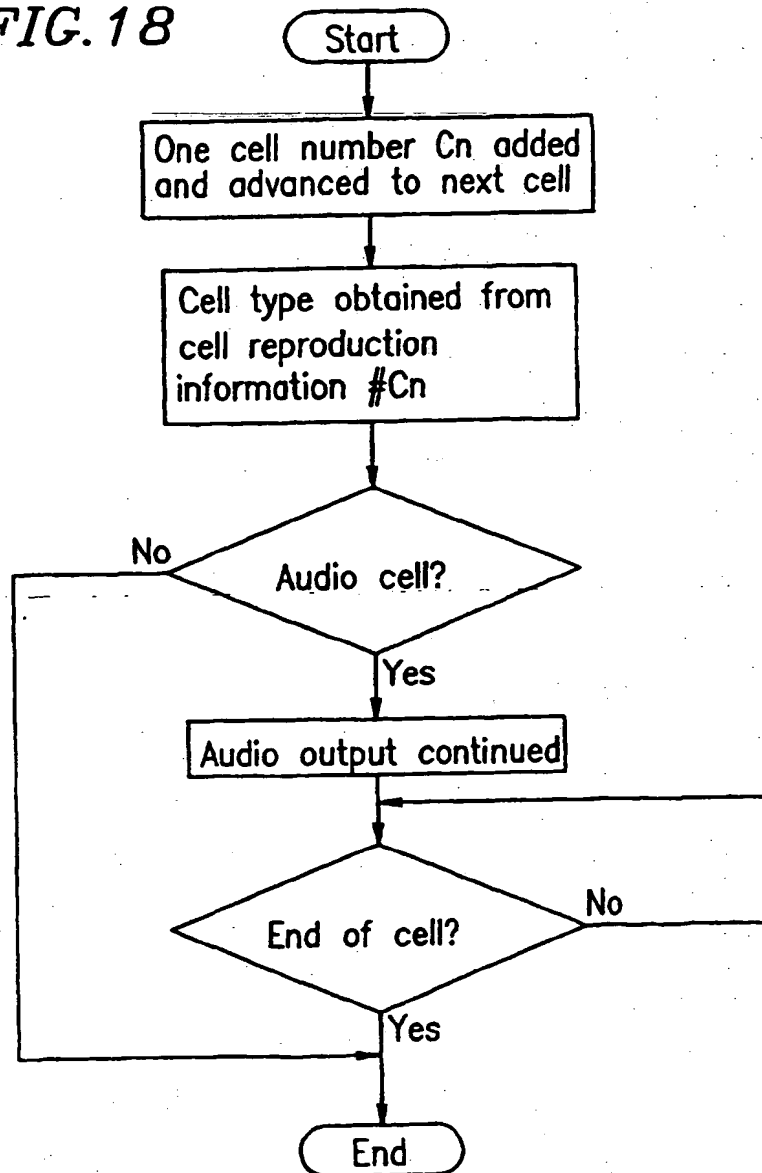 FIG. 18
Start
One cell number Cn added
and advanced to next cell
Cell type obtained from
cell reproduction
information #Cn
No
Audio cell?
Yes
Audio output continued
No
End of cell?
Yes
End